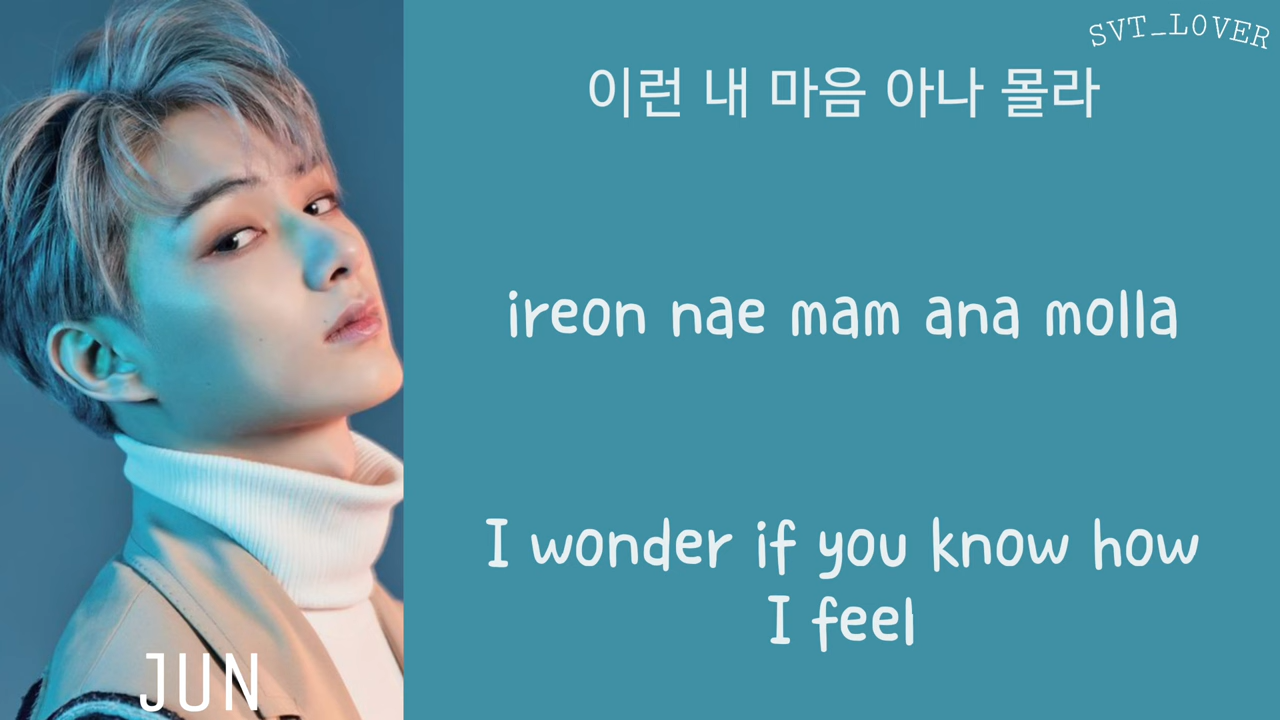 SVT_LOVER
이런 내 마음 아나 몰라
ireon nae mam ana molla
I wonder if you know how
I feel
JUN